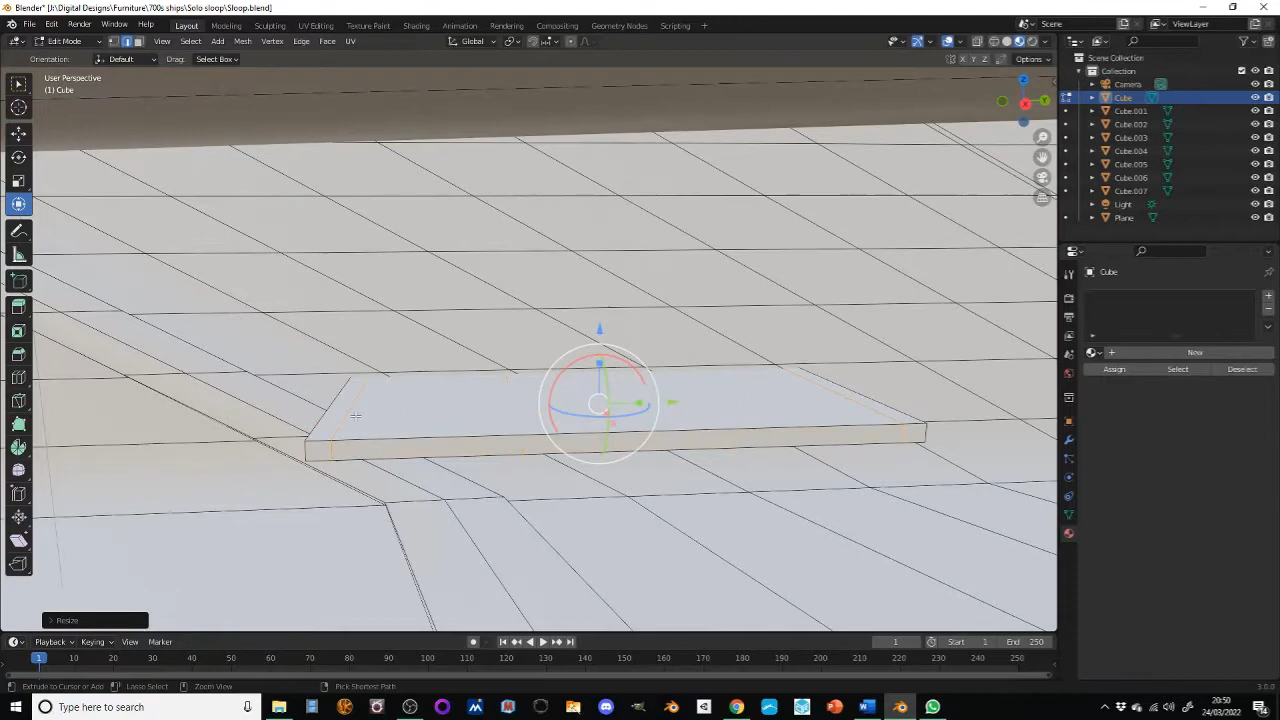 Blender* [J:\Digital Designs\Furniture\700s ships\Solo sloop\Sloop.blend]
File Edit Render Window Help Layout Modeling Sculpting UV Editing Texture Paint Shading Animation Rendering Compositing Geometry Nodes Scripting + Scene ViewLayer
Edit Mode View Select Add Mesh Vertex Edge Face UV Global
Orientation: Default Drag: Select Box X Y Z Options
User Perspective
(1) Cube
Z
Y
X
Scene Collection
Collection
Camera
Cube
Cube.001
Cube.002
Cube.003
Cube.004
Cube.005
Cube.006
Cube.007
Light
Plane
Cube
New
Assign Select Deselect
Resize
Playback Keying View Marker 1 Start 1 End 250
1 10 20 30 40 50 60 70 80 90 100 110 120 130 140 150 160 170 180 190 200 210 220 230 240 250
Extrude to Cursor or Add Lasso Select Zoom View Pick Shortest Path 3.0.0
Type here to search
20:50
24/03/2022